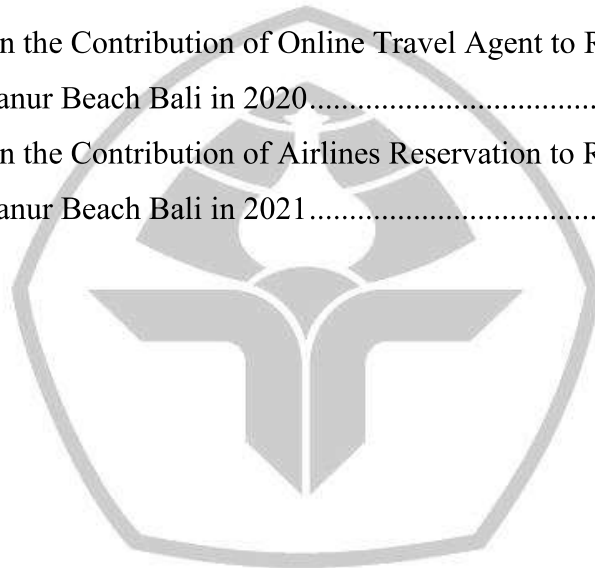 n the Contribution of Online Travel Agent to R
anur Beach Bali in 2020....................................
n the Contribution of Airlines Reservation to R
anur Beach Bali in 2021....................................